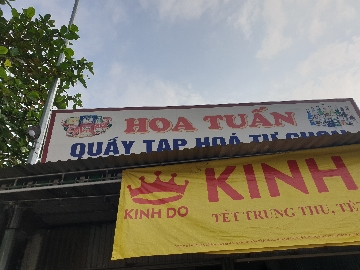 HOA TUẤN
QUẦY TẠP HOÁ TỰ CHỌN
KINH
KINH DO
TẾT TRUNG THU, TẾT